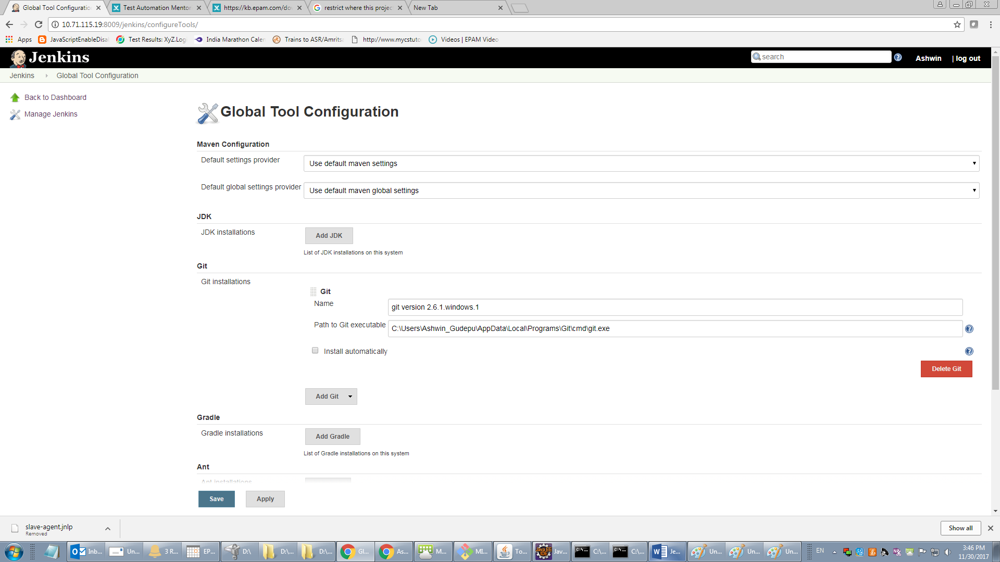 Global Tool Configuratio
Test Automation Mentor
https://kb.epam.com/do
restrict where this projec
New Tab
10.71.115.19:8009/jenkins/configureTools/
Apps
JavaScriptEnableDisa
Test Results: XyZ.Log
India Marathon Caler
Trains to ASR/Amrits
http://www.mycstuto
Videos | EPAM Video
Jenkins
search
Ashwin
| log out
Jenkins
Global Tool Configuration
Back to Dashboard
Manage Jenkins
Global Tool Configuration
Maven Configuration
Default settings provider
Use default maven settings
Default global settings provider
Use default maven global settings
JDK
JDK installations
Add JDK
List of JDK installations on this system
Git
Git installations
Git
Name
git version 2.6.1.windows.1
Path to Git executable
C:\Users\Ashwin_Gudepu\AppData\Local\Programs\Git\cmd\git.exe
Install automatically
Delete Git
Add Git
Gradle
Gradle installations
Add Gradle
List of Gradle installations on this system
Ant
Ant installations
Save
Apply
slave-agent.jnlp
Removed
Show all
Inb...
Un...
3 R...
EP...
D:\
D:\...
D:\...
Gl...
As...
M...
MI...
To...
Jav...
C:\...
C:\...
Je...
Un...
Un...
Un...
EN
3:46 PM
11/30/2017